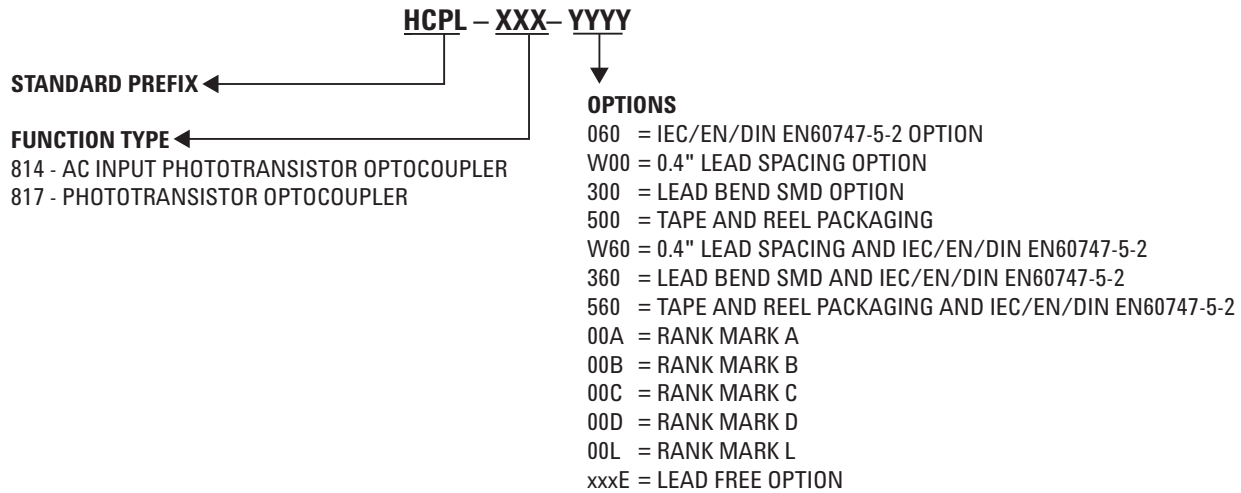 HCPL – XXX– YYYY
STANDARD PREFIX
FUNCTION TYPE
814 - AC INPUT PHOTOTRANSISTOR OPTOCOUPLER
817 - PHOTOTRANSISTOR OPTOCOUPLER
OPTIONS
060 = IEC/EN/DIN EN60747-5-2 OPTION
W00 = 0.4" LEAD SPACING OPTION
300 = LEAD BEND SMD OPTION
500 = TAPE AND REEL PACKAGING
W60 = 0.4" LEAD SPACING AND IEC/EN/DIN EN60747-5-2
360 = LEAD BEND SMD AND IEC/EN/DIN EN60747-5-2
560 = TAPE AND REEL PACKAGING AND IEC/EN/DIN EN60747-5-2
00A = RANK MARK A
00B = RANK MARK B
00C = RANK MARK C
00D = RANK MARK D
00L = RANK MARK L
xxxE = LEAD FREE OPTION